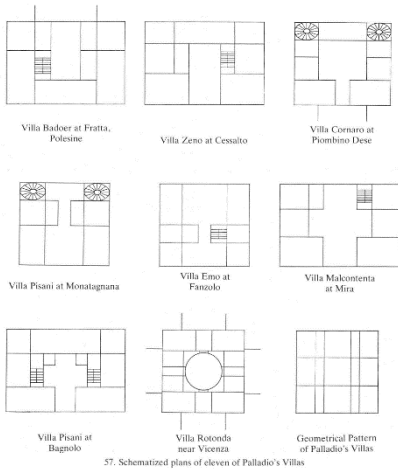 Villa Badoer at Fratta,
Polesine
Villa Zeno at Cessalto
Villa Cornaro at
Piombino Dese
Villa Pisani at Monatagnana
Villa Emo at
Fanzolo
Villa Malcontenta
at Mira
Villa Pisani at
Bagnolo
Villa Rotonda
near Vicenza
Geometrical Pattern
of Palladio's Villas
57. Schematized plans of eleven of Palladio's Villas